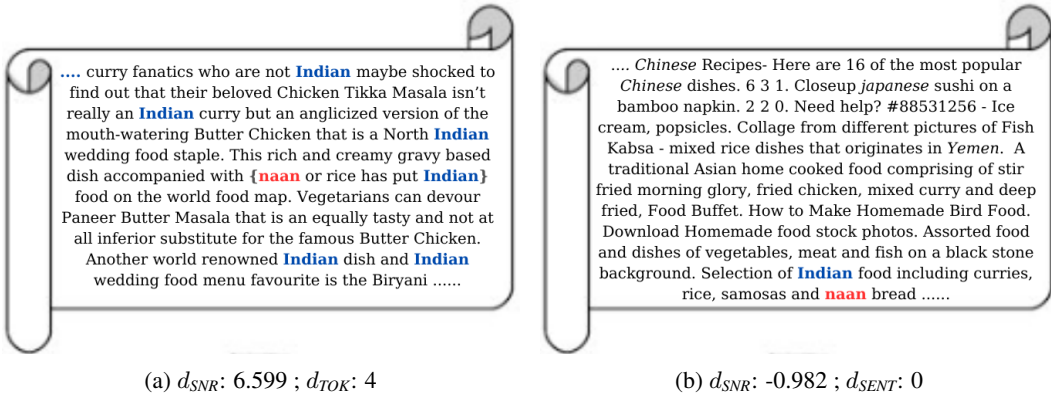 .... curry fanatics who are not Indian maybe shocked to
find out that their beloved Chicken Tikka Masala isn't
really an Indian curry but an anglicized version of the
mouth-watering Butter Chicken that is a North Indian
wedding food staple. This rich and creamy gravy based
dish accompanied with {naan or rice has put Indian}
food on the world food map. Vegetarians can devour
Paneer Butter Masala that is an equally tasty and not at
all inferior substitute for the famous Butter Chicken.
Another world renowned Indian dish and Indian
wedding food menu favourite is the Biryani ......
(a) dSNR: 6.599 ; dTOK: 4
.... Chinese Recipes- Here are 16 of the most popular
Chinese dishes. 6 3 1. Closeup japanese sushi on a
bamboo napkin. 2 2 0. Need help? #88531256 - Ice
cream, popsicles. Collage from different pictures of Fish
Kabsa - mixed rice dishes that originates in Yemen. A
traditional Asian home cooked food comprising of stir
fried morning glory, fried chicken, mixed curry and deep
fried, Food Buffet. How to Make Homemade Bird Food.
Download Homemade food stock photos. Assorted food
and dishes of vegetables, meat and fish on a black stone
background. Selection of Indian food including curries,
rice, samosas and naan bread ......
(b) dSNR: -0.982 ; dSENT: 0